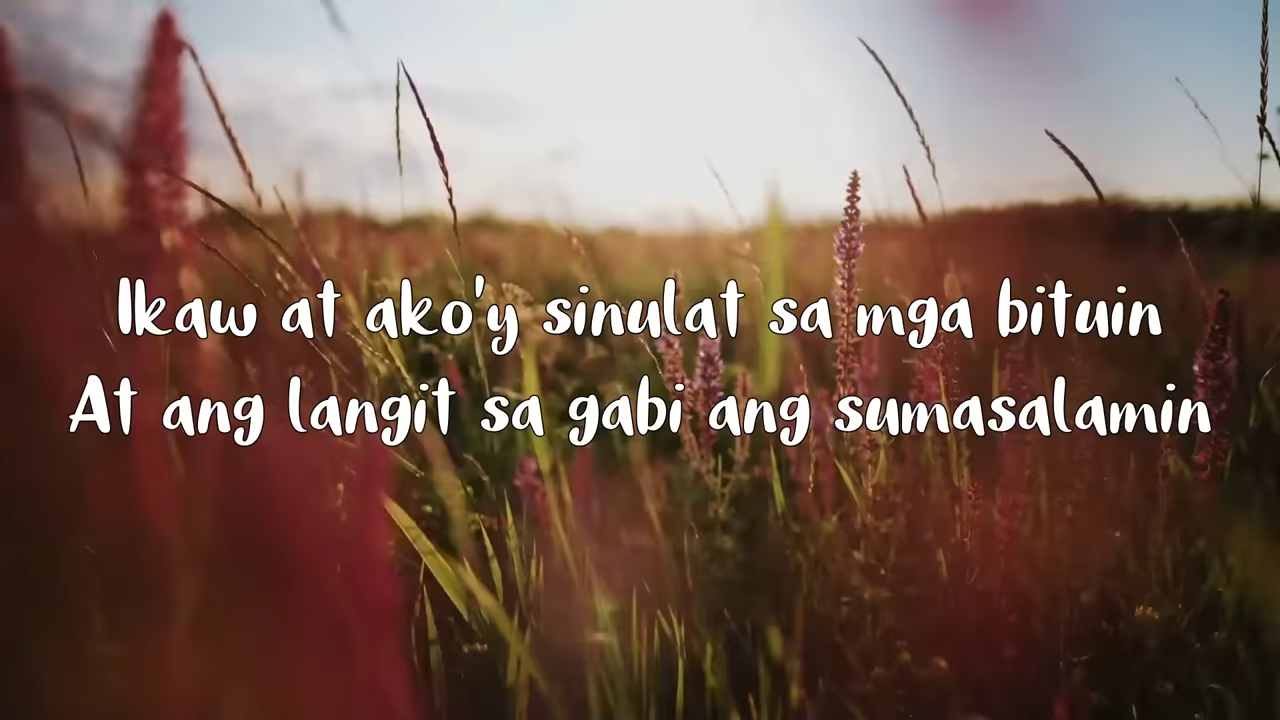 Ikaw at ako'y sinulat sa mga bituin
At ang langit sa gabi ang sumasalamin